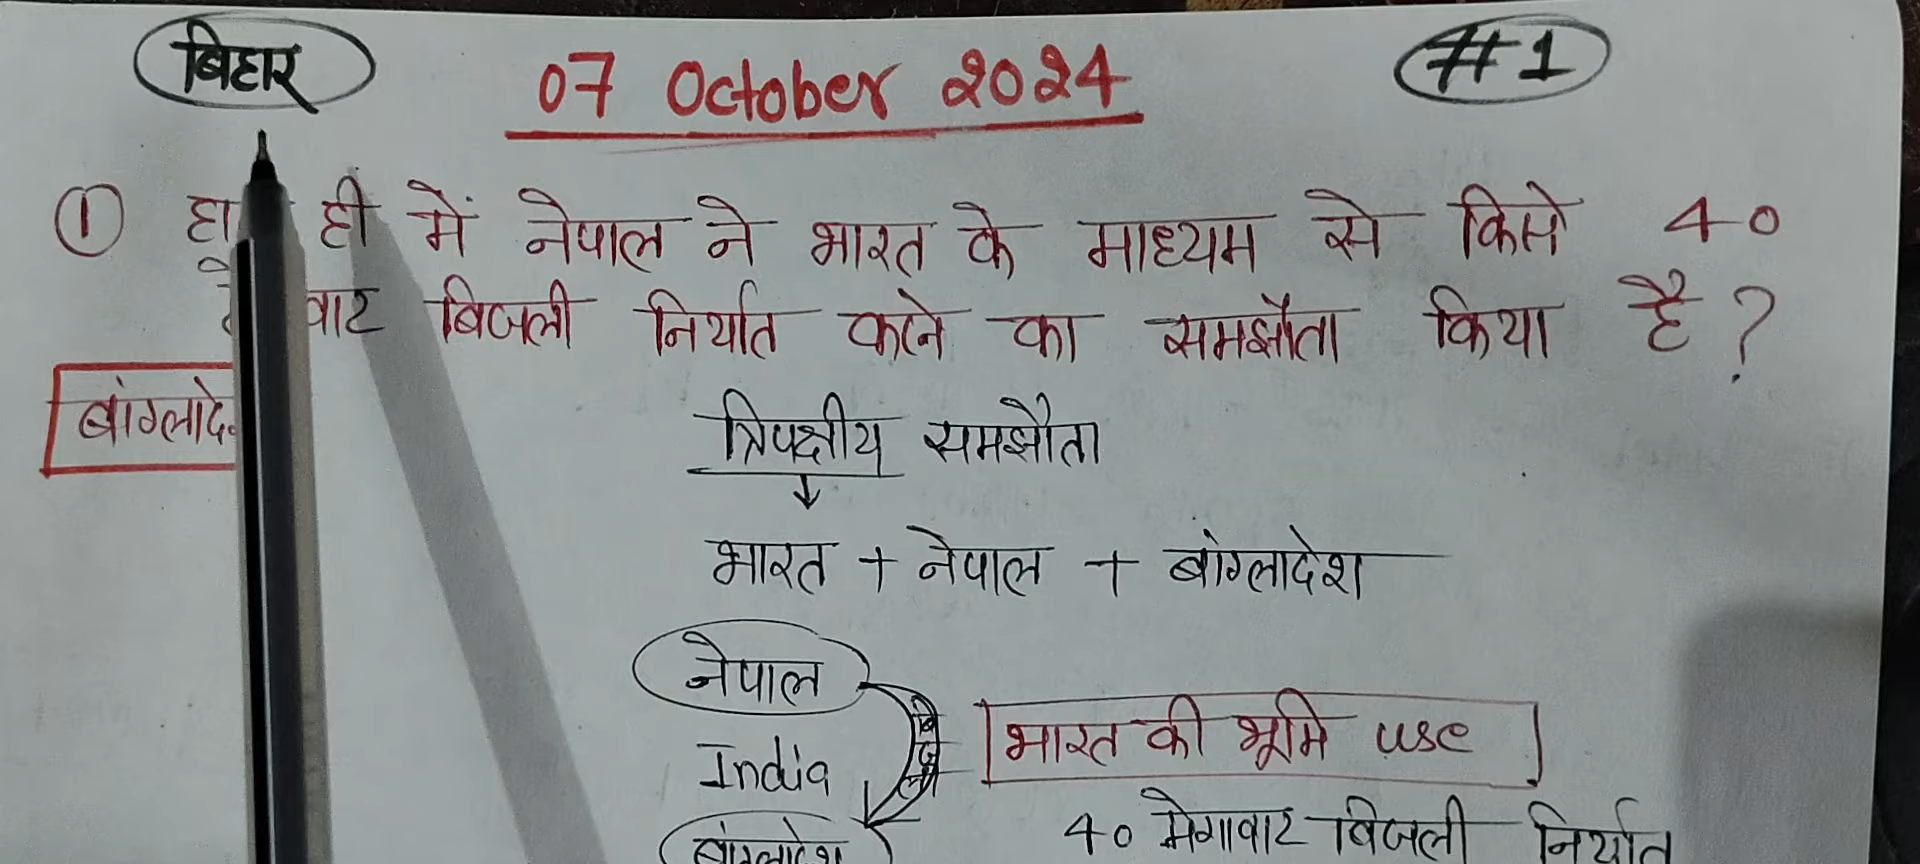 बिहार
07 October 2024
#1
① ही में नेपाल ने भारत के माध्यम से किसे 40
बिजली निर्यात करने का समझौता किया है ?
त्रिपक्षीय समझौता
↓
भारत + नेपाल + बांग्लादेश
नेपाल
बिजली
भारत की भूमि use
India
बांग्लादेश
40 मेगावाट बिजली निर्यात